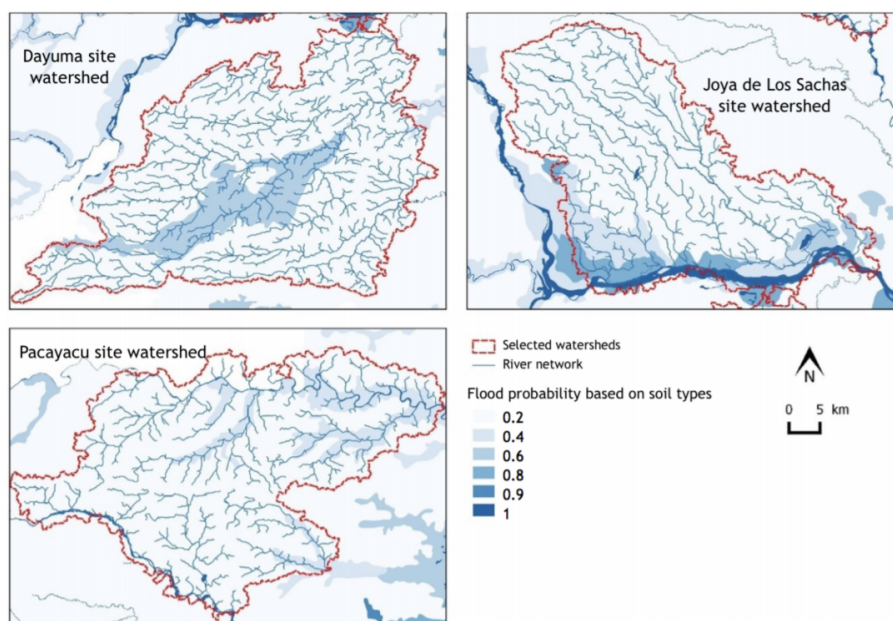 Dayuma site
watershed
Joya de Los Sachas
site watershed
Pacayacu site watershed
Selected watersheds
River network
Flood probability based on soil types
0.2
0.4
0.6
0.8
0.9
1
N
0 5 km